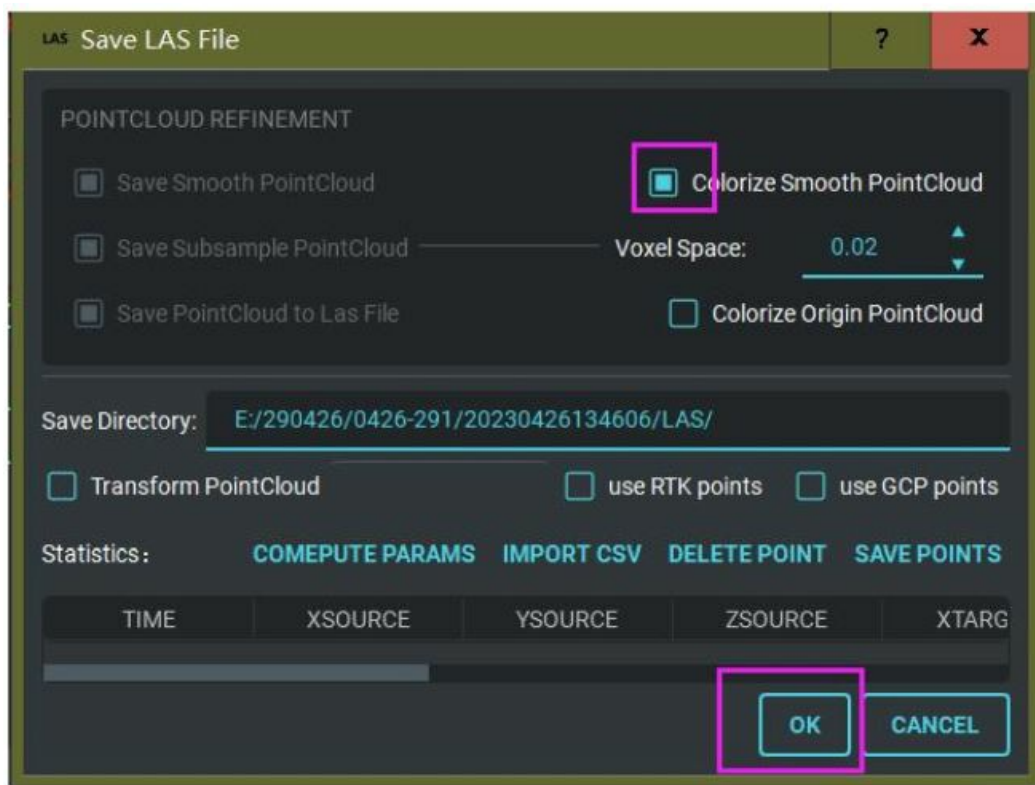 LAS Save LAS File ? X
POINTCLOUD REFINEMENT
Save Smooth PointCloud Colorize Smooth PointCloud
Save Subsample PointCloud Voxel Space: 0.02
Save PointCloud to Las File Colorize Origin PointCloud
Save Directory: E:/290426/0426-291/20230426134606/LAS/
Transform PointCloud use RTK points use GCP points
Statistics: COMEPUTE PARAMS IMPORT CSV DELETE POINT SAVE POINTS
TIME XSOURCE YSOURCE ZSOURCE XTARG
OK CANCEL